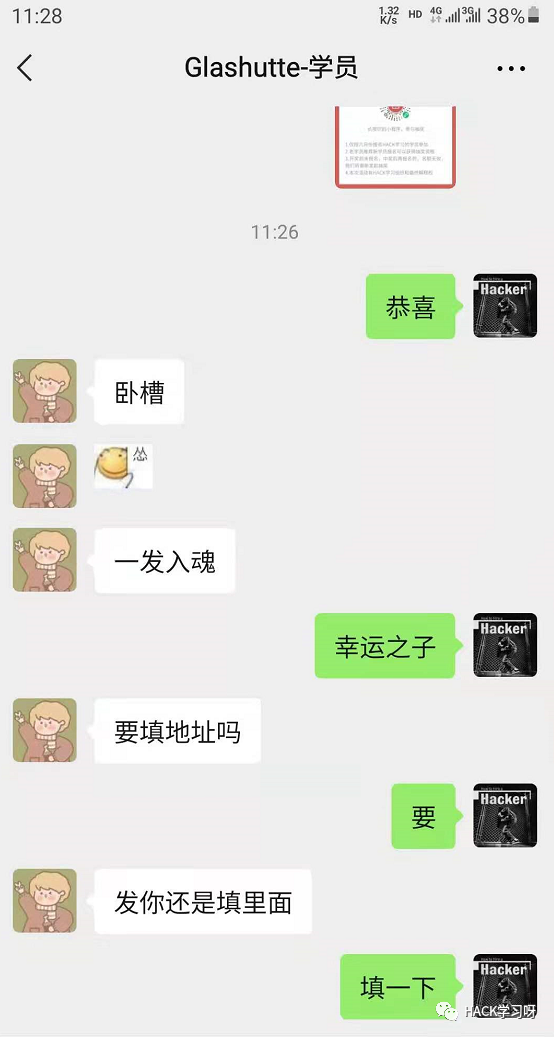 11:28
1.32 K/s HD 4G 3G 38%
Glashutte-学员
11:26
恭喜
Hacker
卧槽
怂
一发入魂
幸运之子
Hacker
要填地址吗
要
Hacker
发你还是填里面
填一下
Hacker
HACK学习呀